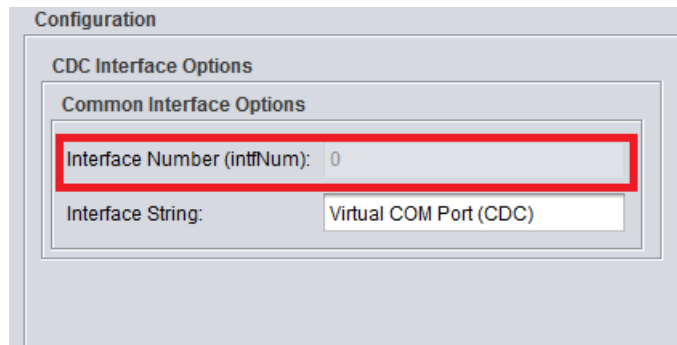 Configuration
CDC Interface Options
Common Interface Options
Interface Number (intfNum): 0
Interface String: Virtual COM Port (CDC)